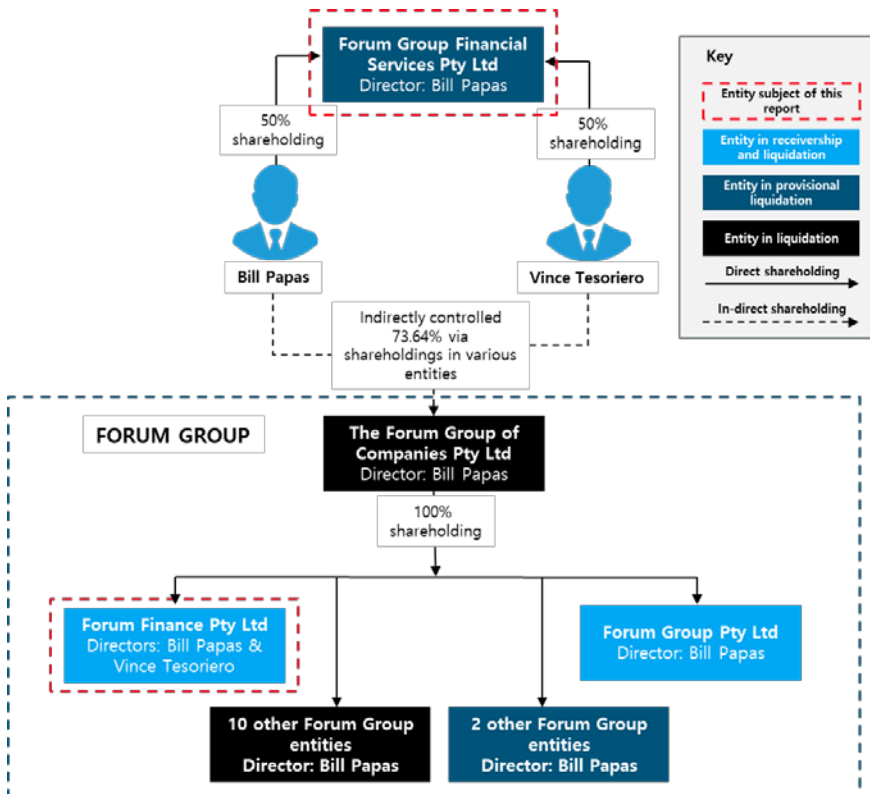 Forum Group Financial
Services Pty Ltd
Director: Bill Papas
50%
shareholding
50%
shareholding
Bill Papas
Vince Tesoriero
Indirectly controlled
73.64% via
shareholdings in various
entities
Key
Entity subject of this
report
Entity in receivership
and liquidation
Entity in provisional
liquidation
Entity in liquidation
Direct shareholding
In-direct shareholding
FORUM GROUP
The Forum Group of
Companies Pty Ltd
Director: Bill Papas
100%
shareholding
Forum Finance Pty Ltd
Directors: Bill Papas &
Vince Tesoriero
Forum Group Pty Ltd
Director: Bill Papas
10 other Forum Group
entities
Director: Bill Papas
2 other Forum Group
entities
Director: Bill Papas